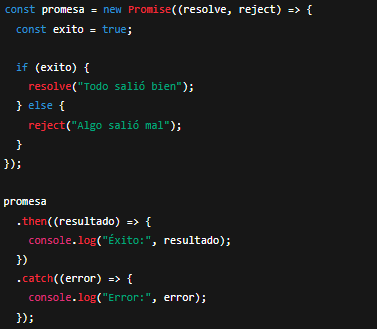 const promesa = new Promise((resolve, reject) => {
  const exito = true;

  if (exito) {
    resolve("Todo salió bien");
  } else {
    reject("Algo salió mal");
  }
});

promesa
  .then((resultado) => {
    console.log("Éxito:", resultado);
  })
  .catch((error) => {
    console.log("Error:", error);
  });